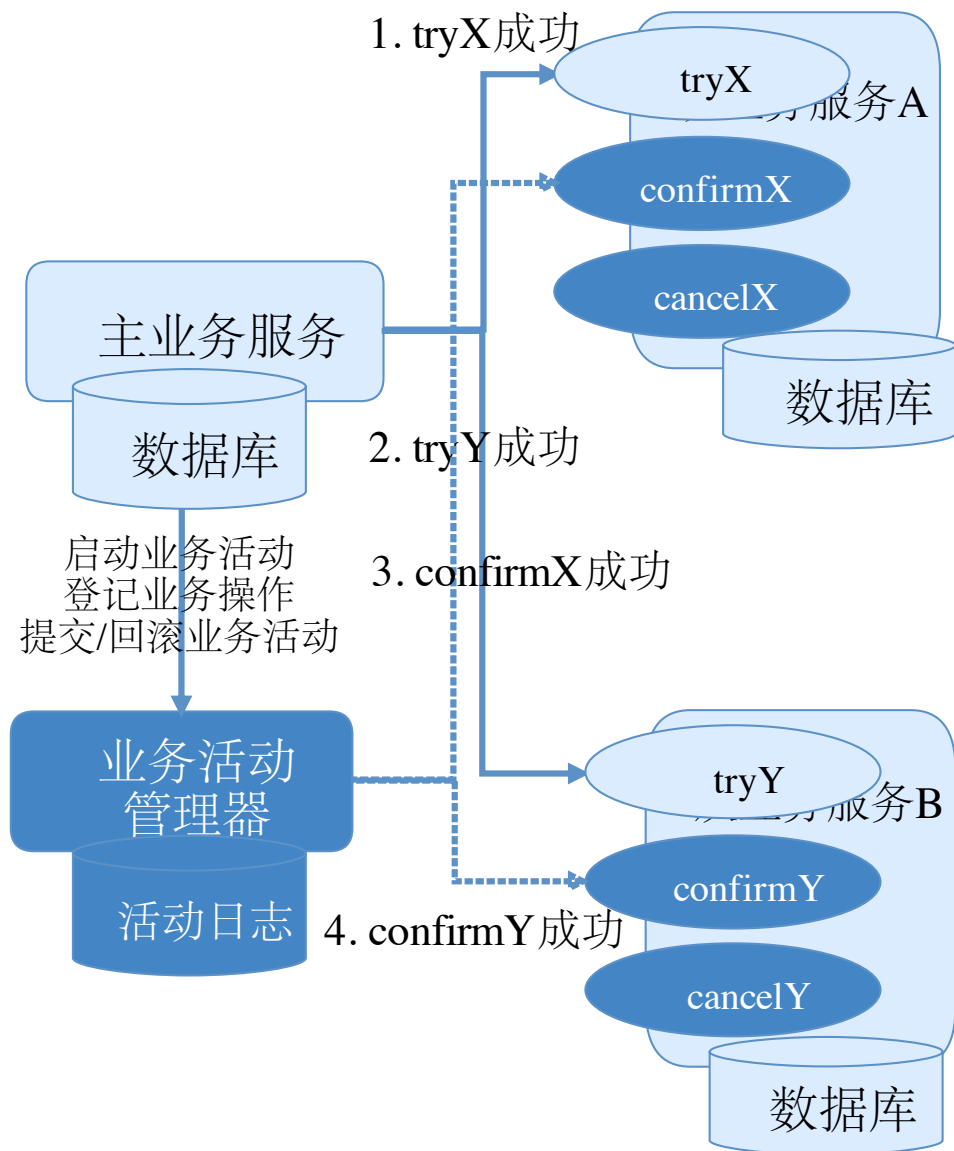 1. tryX成功
tryX
业务服务A
confirmX
cancelX
数据库
主业务服务
数据库
2. tryY成功
启动业务活动
登记业务操作
提交/回滚业务活动
3. confirmX成功
业务活动
管理器
活动日志
tryY
业务服务B
confirmY
4. confirmY成功
cancelY
数据库